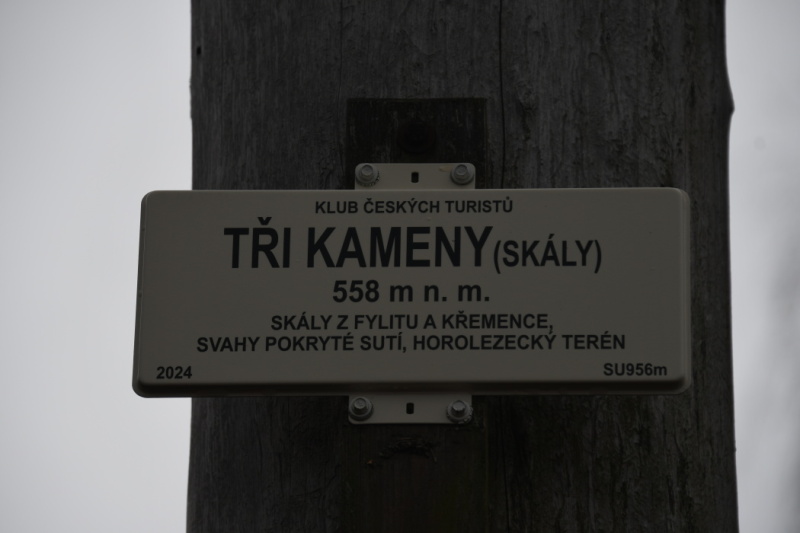 KLUB ČESKÝCH TURISTŮ
TŘI KAMENY (SKÁLY)
558 m n. m.
SKÁLY Z FYLITU A KŘEMENCE,
SVAHY POKRYTÉ SUTÍ, HOROLEZECKÝ TERÉN
2024 SU956m